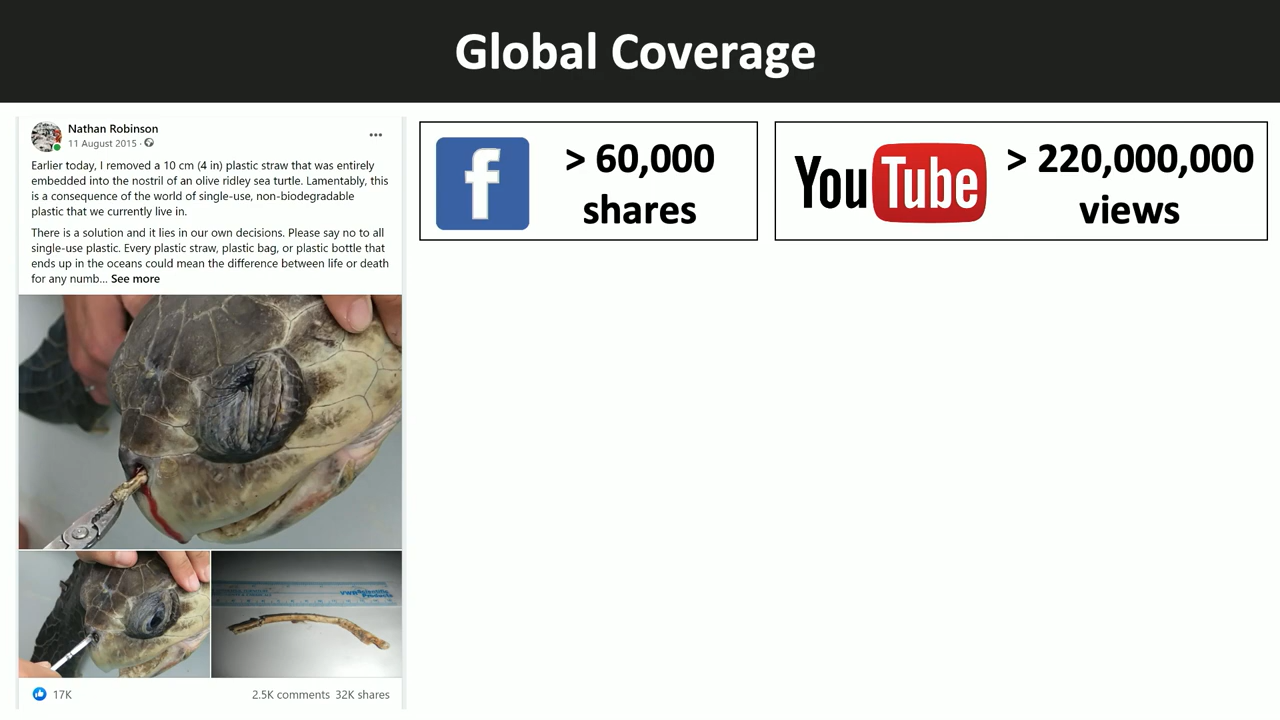 Global Coverage
Nathan Robinson
11 August 2015 ·
Earlier today, I removed a 10 cm (4 in) plastic straw that was entirely
embedded into the nostril of an olive ridley sea turtle. Lamentably, this
is a consequence of the world of single-use, non-biodegradable
plastic that we currently live in.
There is a solution and it lies in our own decisions. Please say no to all
single-use plastic. Every plastic straw, plastic bag, or plastic bottle that
ends up in the oceans could mean the difference between life or death
for any numb... See more
17K
2.5K comments 32K shares
f
> 60,000
shares
YouTube
> 220,000,000
views